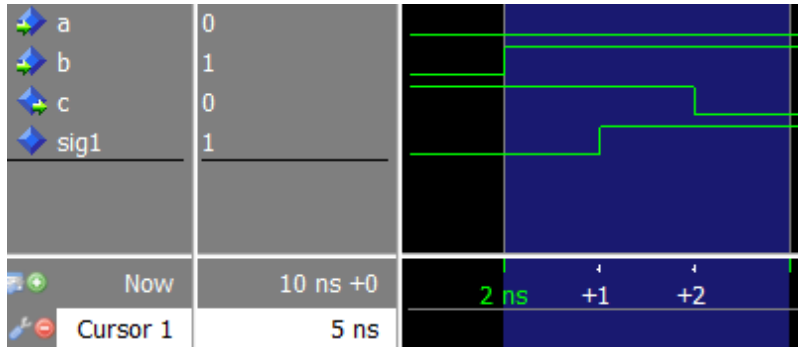 a 0
b 1
c 0
sig1 1
Now 10 ns +0 2 ns +1 +2
Cursor 1 5 ns